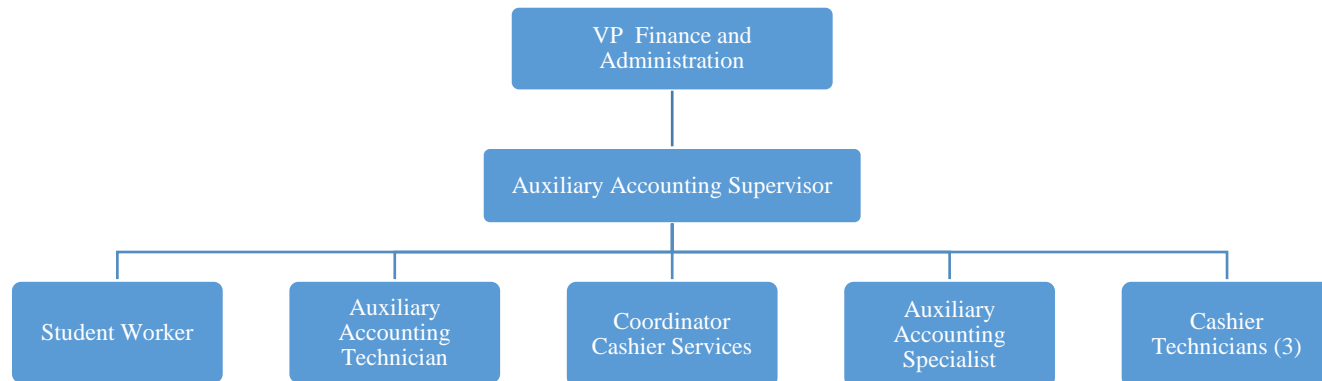 VP  Finance and
Administration
Auxiliary Accounting Supervisor
Student Worker
Auxiliary
Accounting
Technician
Coordinator
Cashier Services
Auxiliary
Accounting
Specialist
Cashier
Technicians (3)